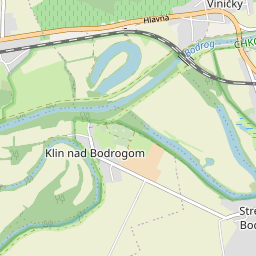 Viničky
Hlavná
Bodrog
CHKO
Klin nad Bodrogom
Stre
Bod